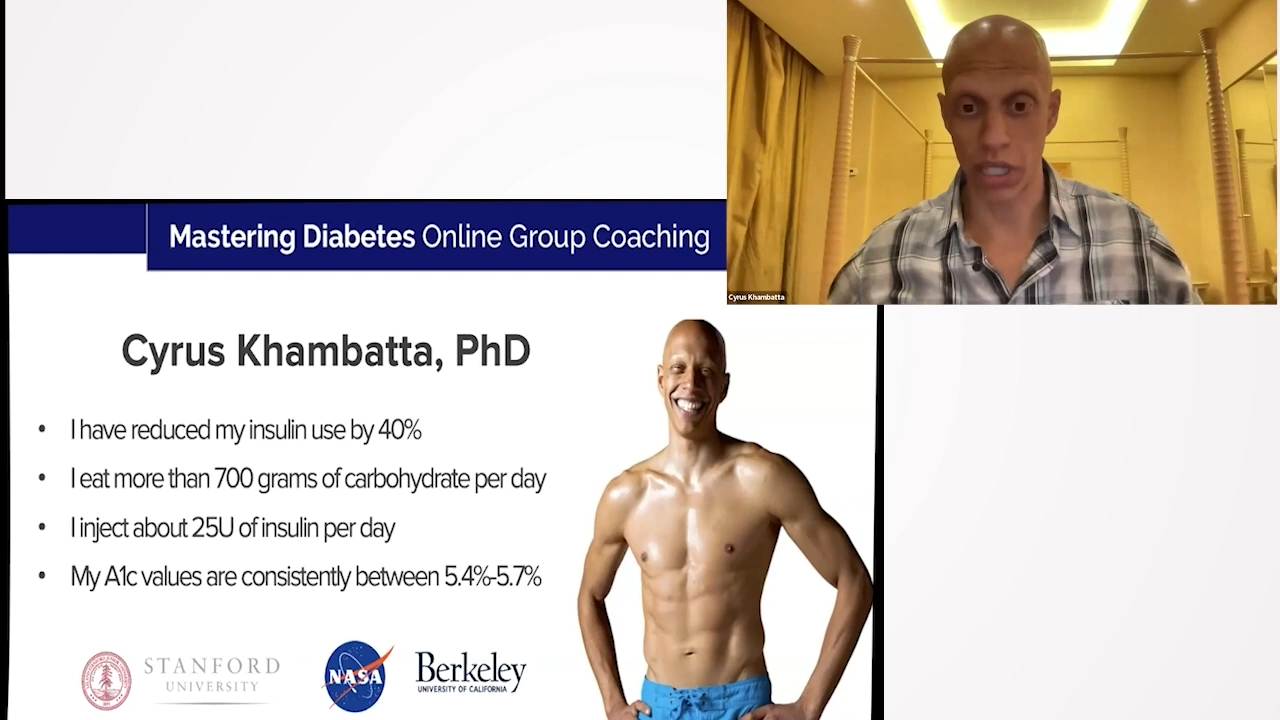 Cyrus Khambatta
Mastering Diabetes Online Group Coaching
Cyrus Khambatta, PhD
• I have reduced my insulin use by 40%
• I eat more than 700 grams of carbohydrate per day
• I inject about 25U of insulin per day
• My A1c values are consistently between 5.4%-5.7%
STANFORD
UNIVERSITY
NASA
Berkeley
UNIVERSITY OF CALIFORNIA